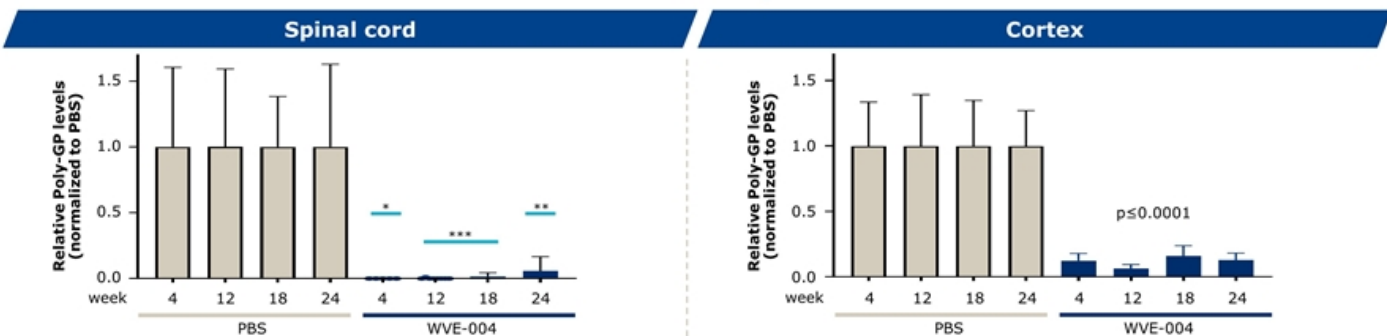 Spinal cord
Relative Poly-GP levels
(normalized to PBS)
1.5
1.0
0.5
0.0
*
***
**
week 4 12 18 24 4 12 18 24
PBS WVE-004
Cortex
Relative Poly-GP levels
(normalized to PBS)
1.5
1.0
0.5
0.0
p≤0.0001
week 4 12 18 24 4 12 18 24
PBS WVE-004